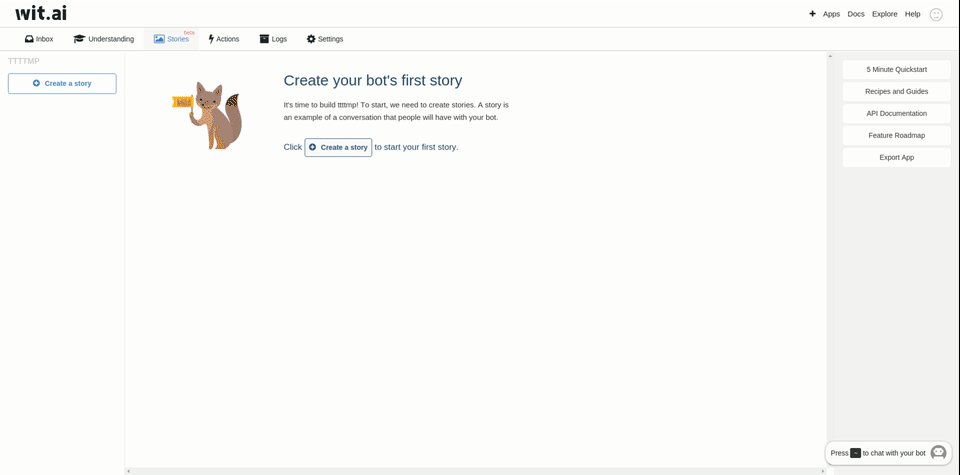 wit.ai
Apps Docs Explore Help
Inbox Understanding Stories beta Actions Logs Settings
TTTTMP
Create a story
Create your bot's first story
It's time to build ttttmp! To start, we need to create stories. A story is
an example of a conversation that people will have with your bot.
Click Create a story to start your first story.
5 Minute Quickstart
Recipes and Guides
API Documentation
Feature Roadmap
Export App
Press ~ to chat with your bot